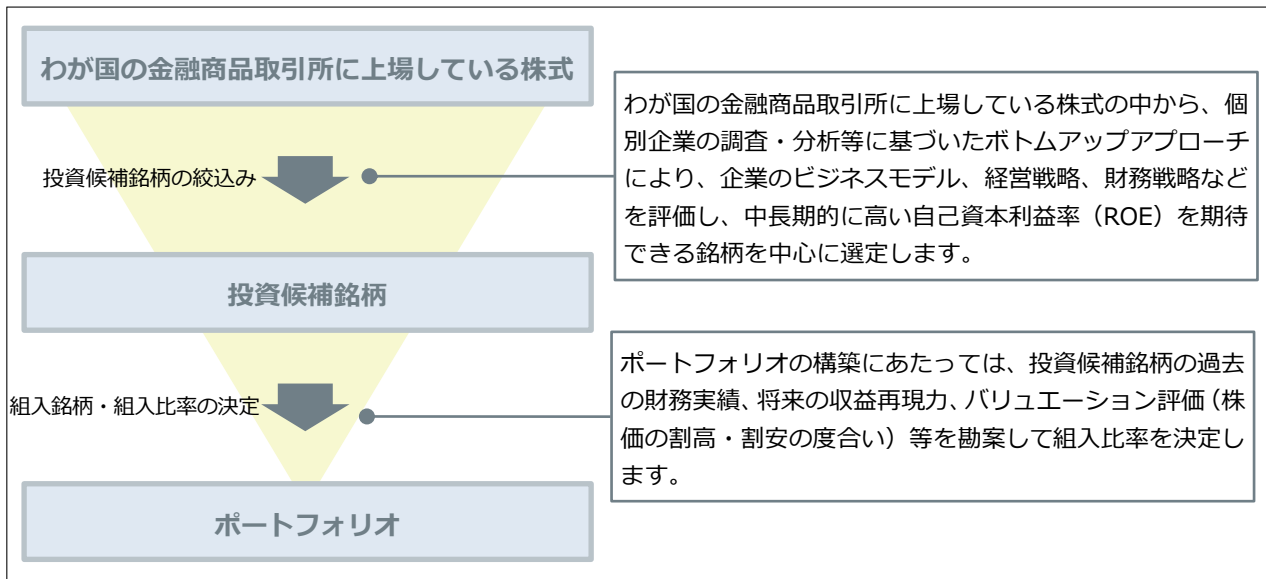 わが国の金融商品取引所に上場している株式
わが国の金融商品取引所に上場している株式の中から、個
別企業の調査・分析等に基づいたボトムアップアプローチ
により、企業のビジネスモデル、経営戦略、財務戦略など
を評価し、中長期的に高い自己資本利益率（ROE）を期待
できる銘柄を中心に選定します。
投資候補銘柄の絞込み
投資候補銘柄
ポートフォリオの構築にあたっては、投資候補銘柄の過去
の財務実績、将来の収益再現力、バリュエーション評価（株
価の割高・割安の度合い）等を勘案して組入比率を決定し
ます。
組入銘柄・組入比率の決定
ポートフォリオ